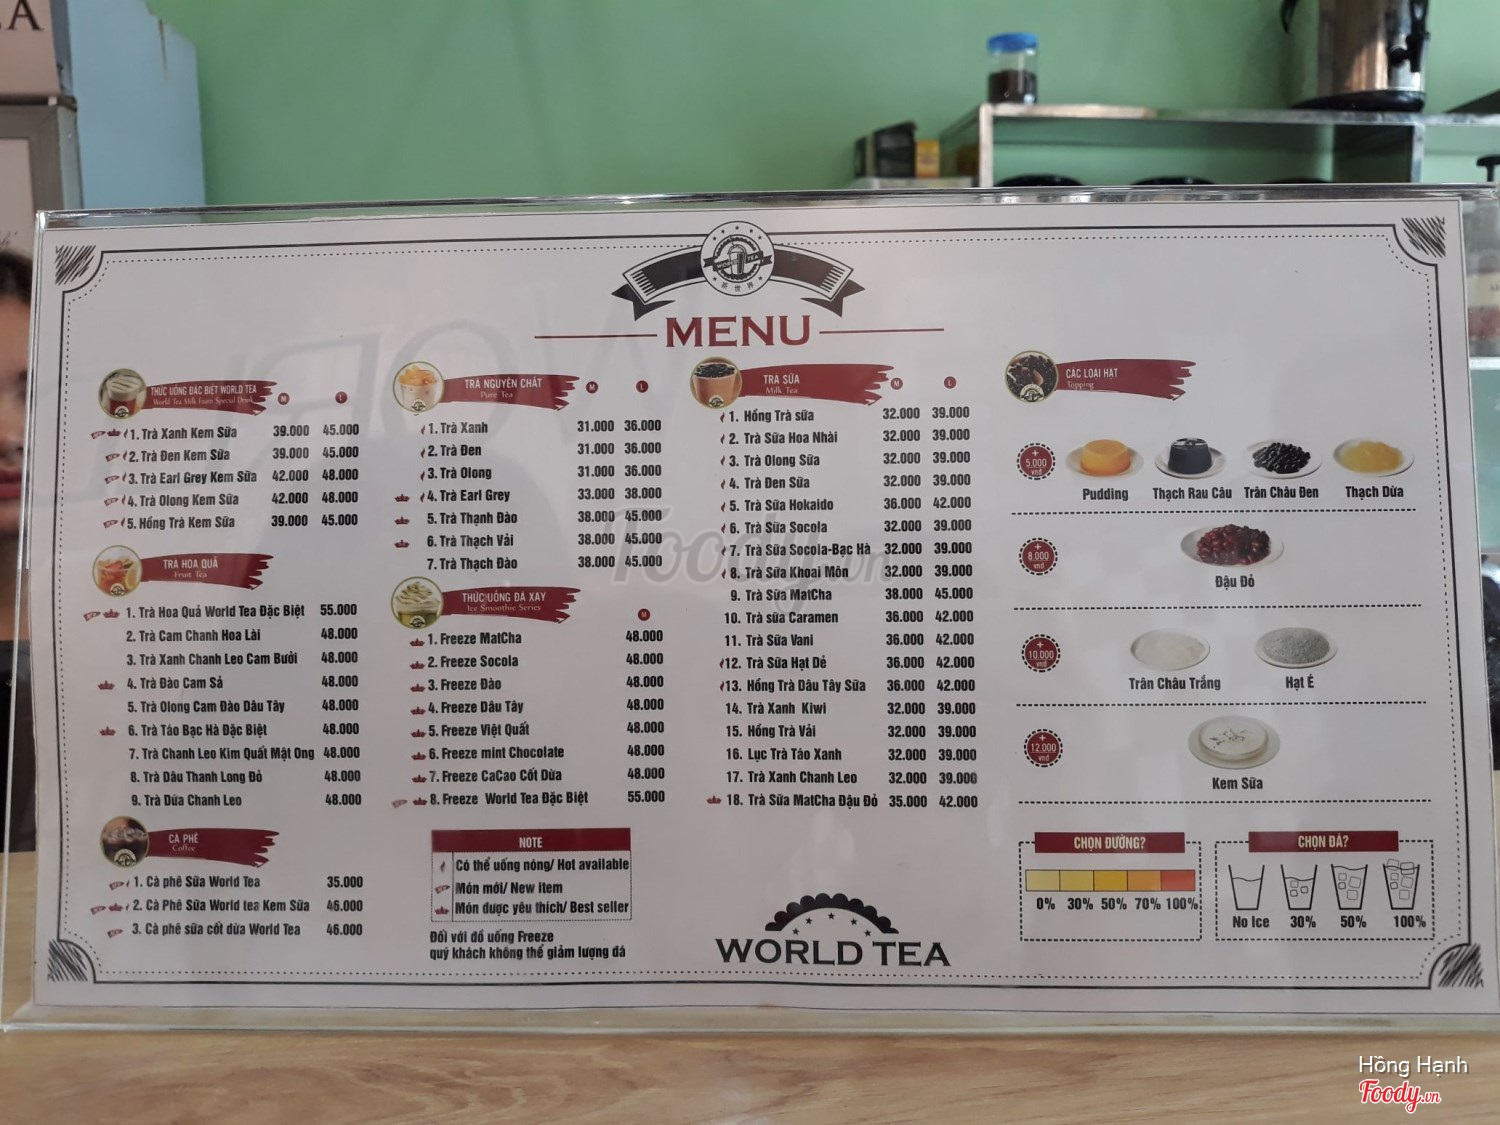 WORLD TEA
茶世界
MENU
THỨC UỐNG ĐẶC BIỆT WORLD TEA M L
World Tea Milk Foam Special Drink
1. Trà Xanh Kem Sữa 39.000 45.000
2. Trà Đen Kem Sữa 39.000 45.000
3. Trà Earl Grey Kem Sữa 42.000 48.000
4. Trà Olong Kem Sữa 42.000 48.000
5. Hồng Trà Kem Sữa 39.000 45.000
TRÀ HOA QUẢ
Fruit Tea
1. Trà Hoa Quả World Tea Đặc Biệt 55.000
2. Trà Cam Chanh Hoa Lài 48.000
3. Trà Xanh Chanh Leo Cam Bưởi 48.000
4. Trà Đào Cam Sả 48.000
5. Trà Olong Cam Đào Dâu Tây 48.000
6. Trà Táo Bạc Hà Đặc Biệt 48.000
7. Trà Chanh Leo Kim Quất Mật Ong 48.000
8. Trà Dâu Thanh Long Đỏ 48.000
9. Trà Dừa Chanh Leo 48.000
CÀ PHÊ
Coffee
1. Cà phê Sữa World Tea 35.000
2. Cà Phê Sữa World tea Kem Sữa 46.000
3. Cà phê sữa cốt dừa World Tea 46.000
TRÀ NGUYÊN CHẤT M L
Pure Tea
1. Trà Xanh 31.000 36.000
2. Trà Đen 31.000 36.000
3. Trà Olong 31.000 36.000
4. Trà Earl Grey 33.000 38.000
5. Trà Thạnh Đào 38.000 45.000
6. Trà Thạch Vải 38.000 45.000
7. Trà Thạch Đào 38.000 45.000
THỨC UỐNG ĐÁ XAY M
Ice Smoothie Series
1. Freeze MatCha 48.000
2. Freeze Socola 48.000
3. Freeze Đào 48.000
4. Freeze Dâu Tây 48.000
5. Freeze Việt Quất 48.000
6. Freeze mint Chocolate 48.000
7. Freeze CaCao Cốt Dừa 48.000
8. Freeze World Tea Đặc Biệt 55.000
NOTE
Có thể uống nóng/ Hot available
Món mới/ New item
Món được yêu thích/ Best seller
Đối với đồ uống Freeze
quý khách không thể giảm lượng đá
TRÀ SỮA M L
Milk Tea
1. Hồng Trà sữa 32.000 39.000
2. Trà Sữa Hoa Nhài 32.000 39.000
3. Trà Olong Sữa 32.000 39.000
4. Trà Đen Sữa 32.000 39.000
5. Trà Sữa Hokaido 36.000 42.000
6. Trà Sữa Socola 32.000 39.000
7. Trà Sữa Socola-Bạc Hà 32.000 39.000
8. Trà Sữa Khoai Môn 32.000 39.000
9. Trà Sữa MatCha 38.000 45.000
10. Trà sữa Caramen 36.000 42.000
11. Trà Sữa Vani 36.000 42.000
12. Trà Sữa Hạt Dẻ 36.000 42.000
13. Hồng Trà Dâu Tây Sữa 36.000 42.000
14. Trà Xanh Kiwi 32.000 39.000
15. Hồng Trà Vải 32.000 39.000
16. Lục Trà Táo Xanh 32.000 39.000
17. Trà Xanh Chanh Leo 32.000 39.000
18. Trà Sữa MatCha Đậu Đỏ 35.000 42.000
WORLD TEA
CÁC LOẠI HẠT
Topping
+ 5.000 vnd
Pudding Thạch Rau Câu Trân Châu Đen Thạch Dừa
+ 8.000 vnd
Đậu Đỏ
+ 10.000 vnd
Trân Châu Trắng Hạt É
+ 12.000 vnd
Kem Sữa
CHỌN ĐƯỜNG?
0% 30% 50% 70% 100%
CHỌN ĐÁ?
No Ice 30% 50% 100%
Foody.vn
Hồng Hạnh
Foody.vn